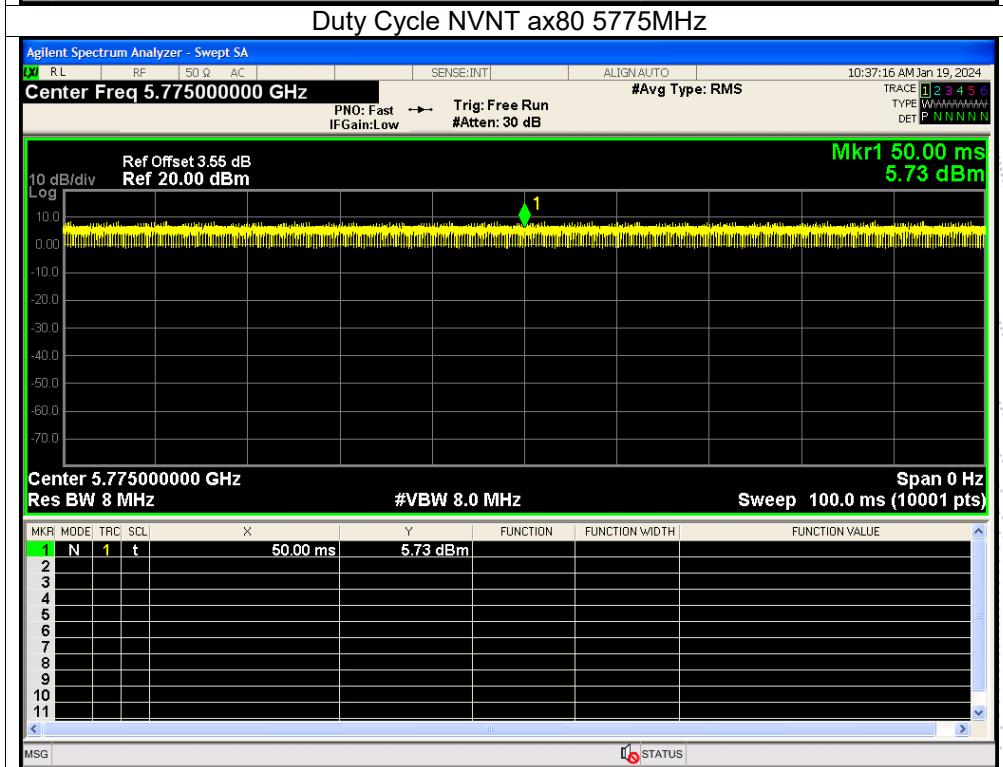 Duty Cycle NVNT ax80 5775MHz
Agilent Spectrum Analyzer - Swept SA
LXI RL RF 50 Ω AC SENSE:INT ALIGN AUTO 10:37:16 AM Jan 19, 2024
Center Freq 5.775000000 GHz #Avg Type: RMS TRACE 1 2 3 4 5 6
PNO: Fast Trig: Free Run TYPE W
IFGain:Low #Atten: 30 dB DET P N N N N N
Mkr1 50.00 ms
Ref Offset 3.55 dB
10 dB/div Ref 20.00 dBm 5.73 dBm
Log
1
10.0
0.00
-10.0
-20.0
-30.0
-40.0
-50.0
-60.0
-70.0
Center 5.775000000 GHz Span 0 Hz
Res BW 8 MHz #VBW 8.0 MHz Sweep 100.0 ms (10001 pts)
MKR MODE TRC SCL X Y FUNCTION FUNCTION WIDTH FUNCTION VALUE
1 N 1 t 50.00 ms 5.73 dBm
2
3
4
5
6
7
8
9
10
11
MSG STATUS